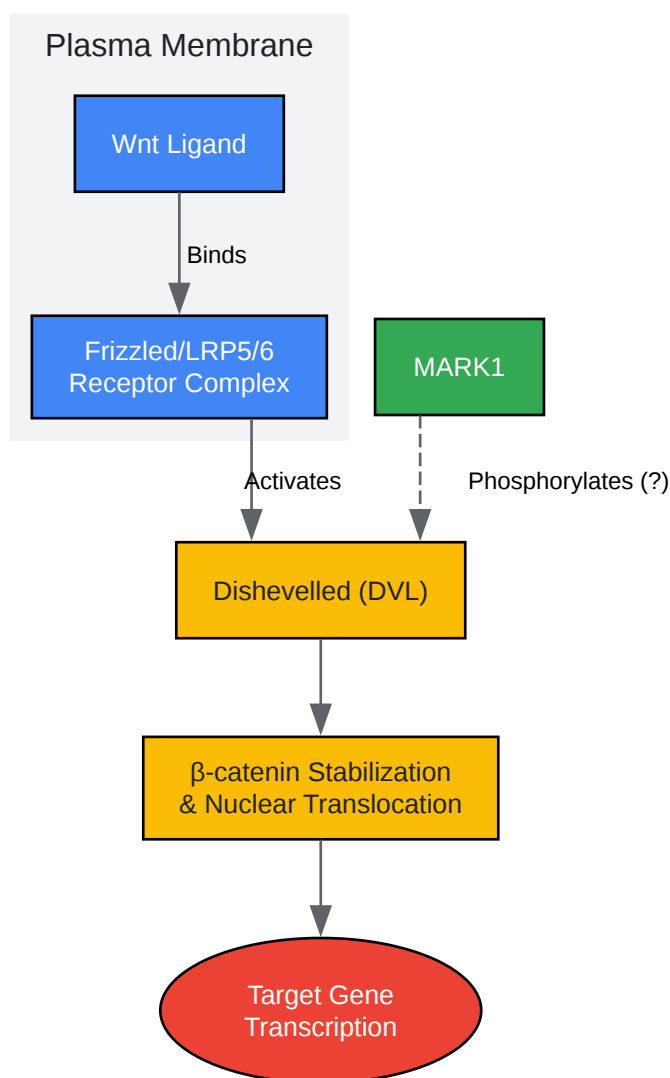 Plasma Membrane
Wnt Ligand
Binds
Frizzled/LRP5/6
Receptor Complex
MARK1
Activates
Phosphorylates (?)
Dishevelled (DVL)
β-catenin Stabilization
& Nuclear Translocation
Target Gene
Transcription